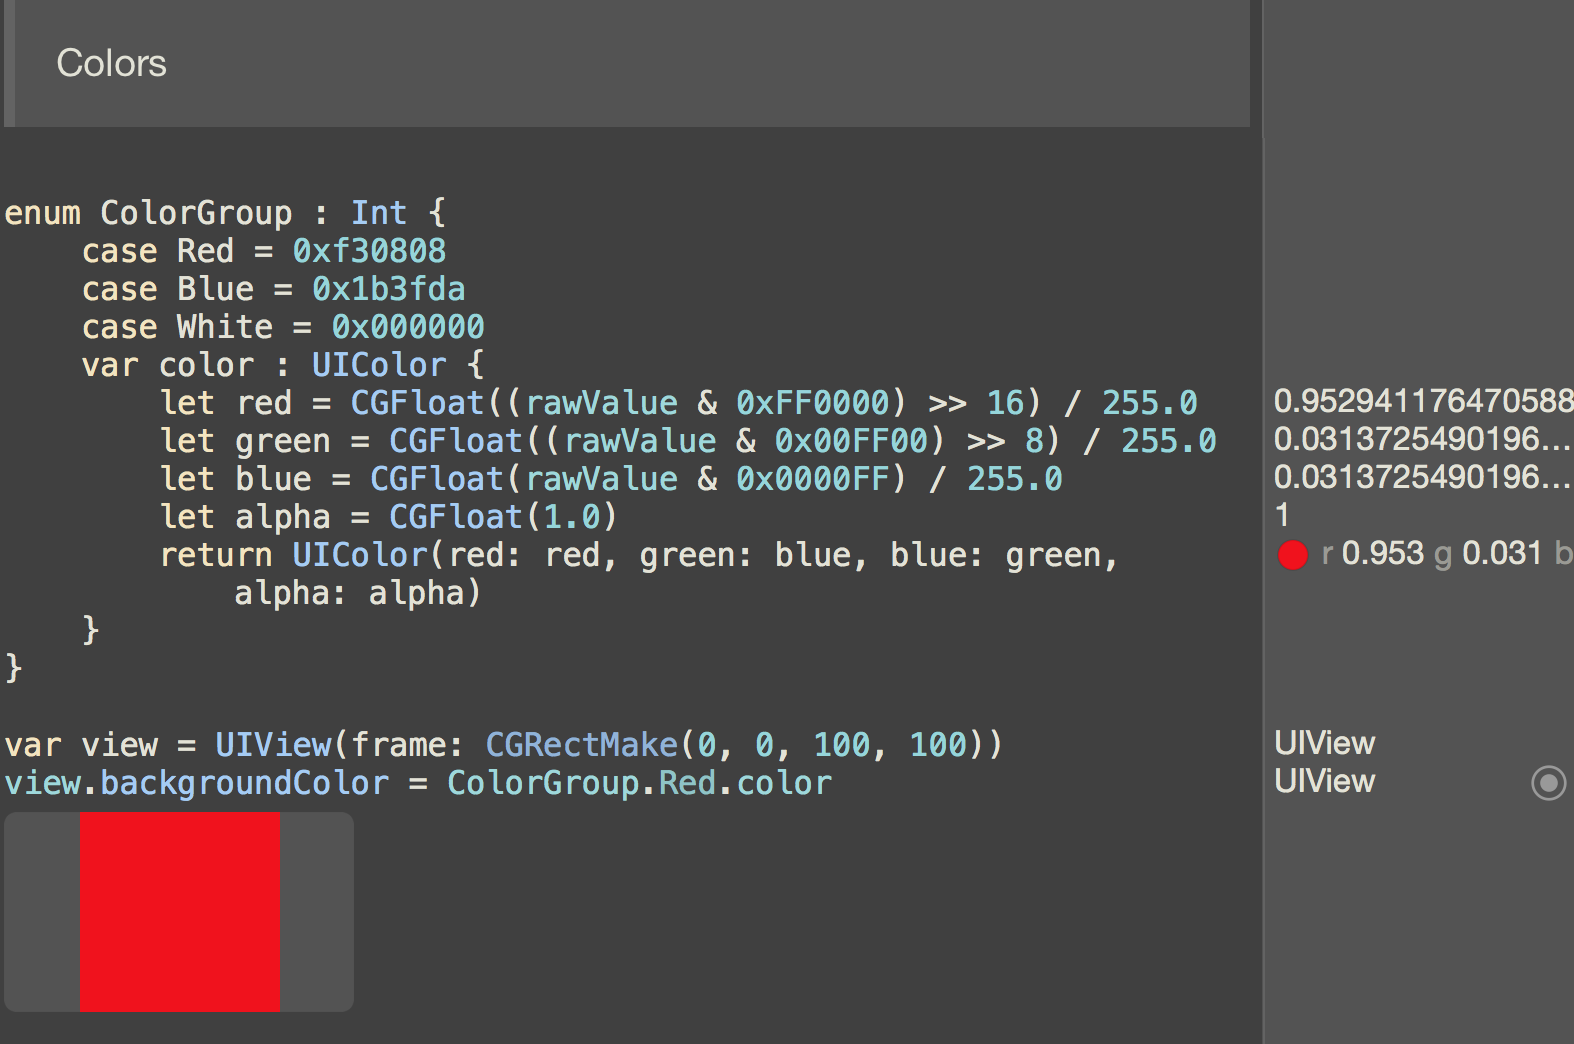 Colors
enum ColorGroup : Int {
case Red = 0xf30808
case Blue = 0x1b3fda
case White = 0x000000
var color : UIColor {
let red = CGFloat((rawValue & 0xFF0000) >> 16) / 255.0 0.952941176470588
let green = CGFloat((rawValue & 0x00FF00) >> 8) / 255.0 0.0313725490196...
let blue = CGFloat(rawValue & 0x0000FF) / 255.0 0.0313725490196...
let alpha = CGFloat(1.0) 1
return UIColor(red: red, green: blue, blue: green, r 0.953 g 0.031 b
alpha: alpha)
}
}
var view = UIView(frame: CGRectMake(0, 0, 100, 100)) UIView
view.backgroundColor = ColorGroup.Red.color UIView